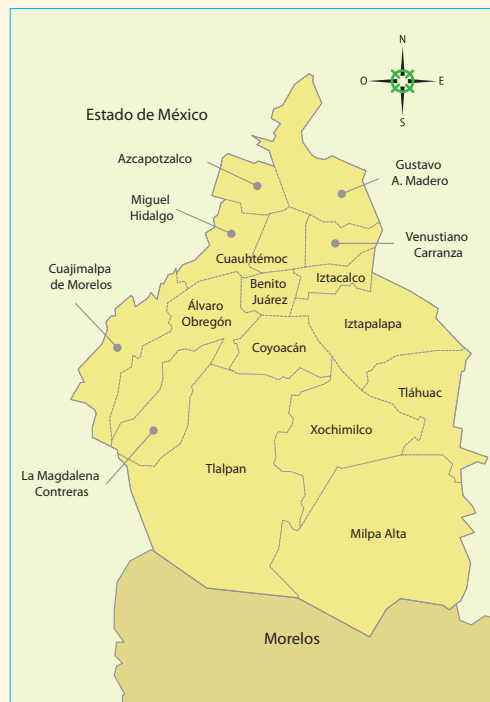 N
O
E
S
Estado de México
Azcapotzalco
Gustavo
A. Madero
Miguel
Hidalgo
Venustiano
Carranza
Cuauhtémoc
Cuajimalpa
de Morelos
Iztacalco
Benito
Juárez
Álvaro
Obregón
Iztapalapa
Coyoacán
Tláhuac
Xochimilco
La Magdalena
Contreras
Tlalpan
Milpa Alta
Morelos